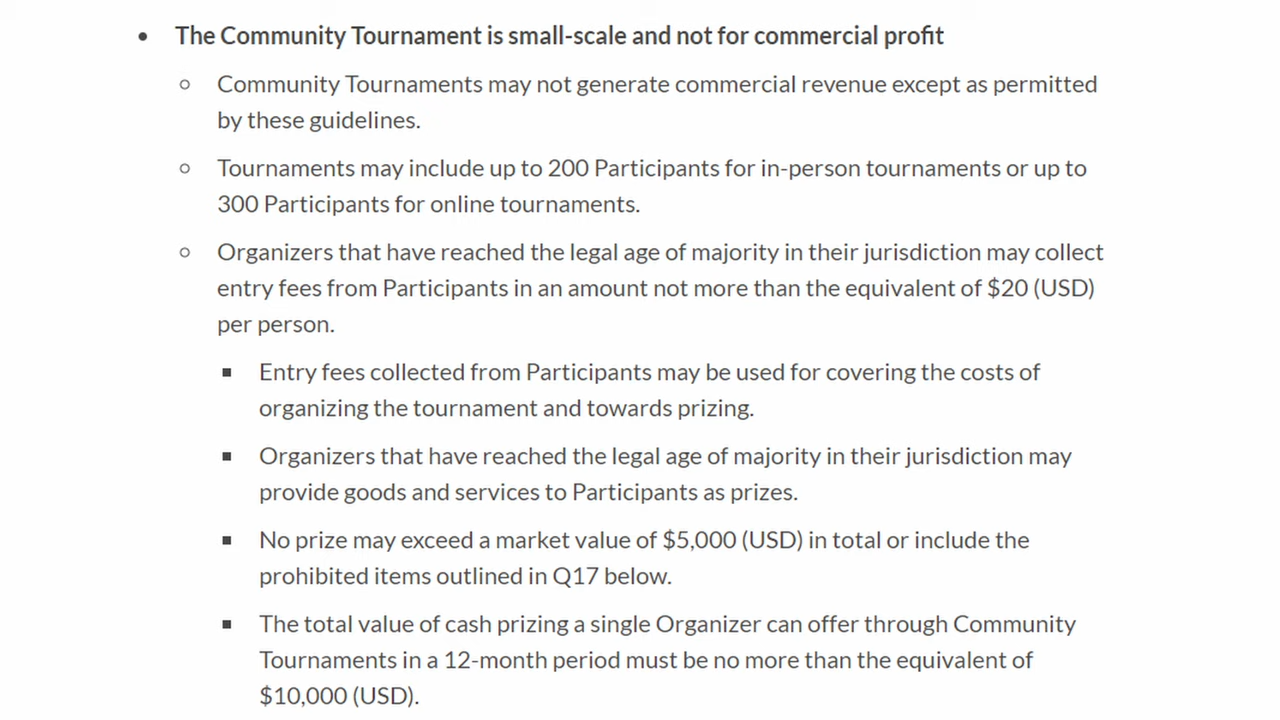 • The Community Tournament is small-scale and not for commercial profit
○ Community Tournaments may not generate commercial revenue except as permitted
by these guidelines.
○ Tournaments may include up to 200 Participants for in-person tournaments or up to
300 Participants for online tournaments.
○ Organizers that have reached the legal age of majority in their jurisdiction may collect
entry fees from Participants in an amount not more than the equivalent of $20 (USD)
per person.
▪ Entry fees collected from Participants may be used for covering the costs of
organizing the tournament and towards prizing.
▪ Organizers that have reached the legal age of majority in their jurisdiction may
provide goods and services to Participants as prizes.
▪ No prize may exceed a market value of $5,000 (USD) in total or include the
prohibited items outlined in Q17 below.
▪ The total value of cash prizing a single Organizer can offer through Community
Tournaments in a 12-month period must be no more than the equivalent of
$10,000 (USD).